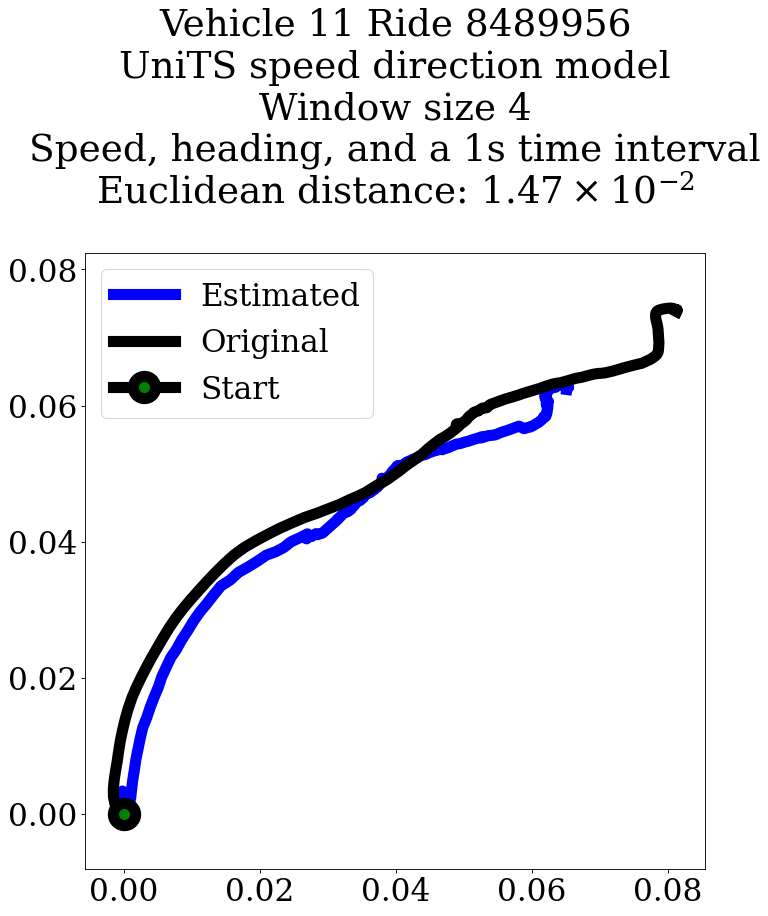 Vehicle 11 Ride 8489956
UniTS speed direction model
Window size 4
Speed, heading, and a 1s time interval
Euclidean distance: 1.47 × 10⁻²
0.08
Estimated
Original
Start
0.06
0.04
0.02
0.00
0.00 0.02 0.04 0.06 0.08